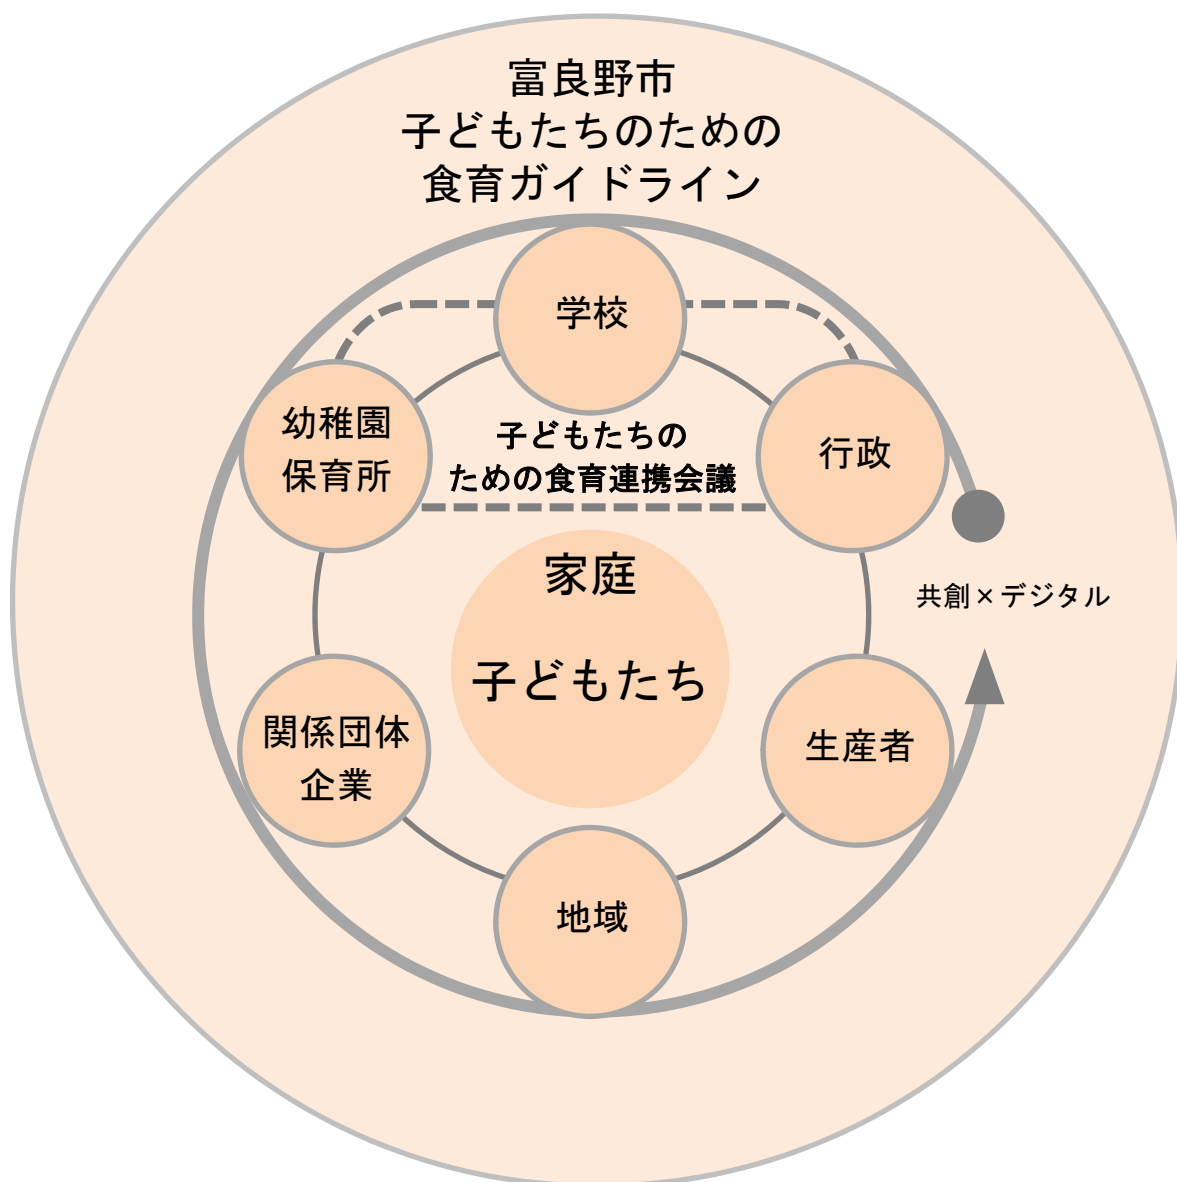 富良野市
子どもたちのための
食育ガイドライン
学校
幼稚園
保育所
子どもたちの
ための食育連携会議
行政
家庭
子どもたち
共創×デジタル
関係団体
企業
生産者
地域